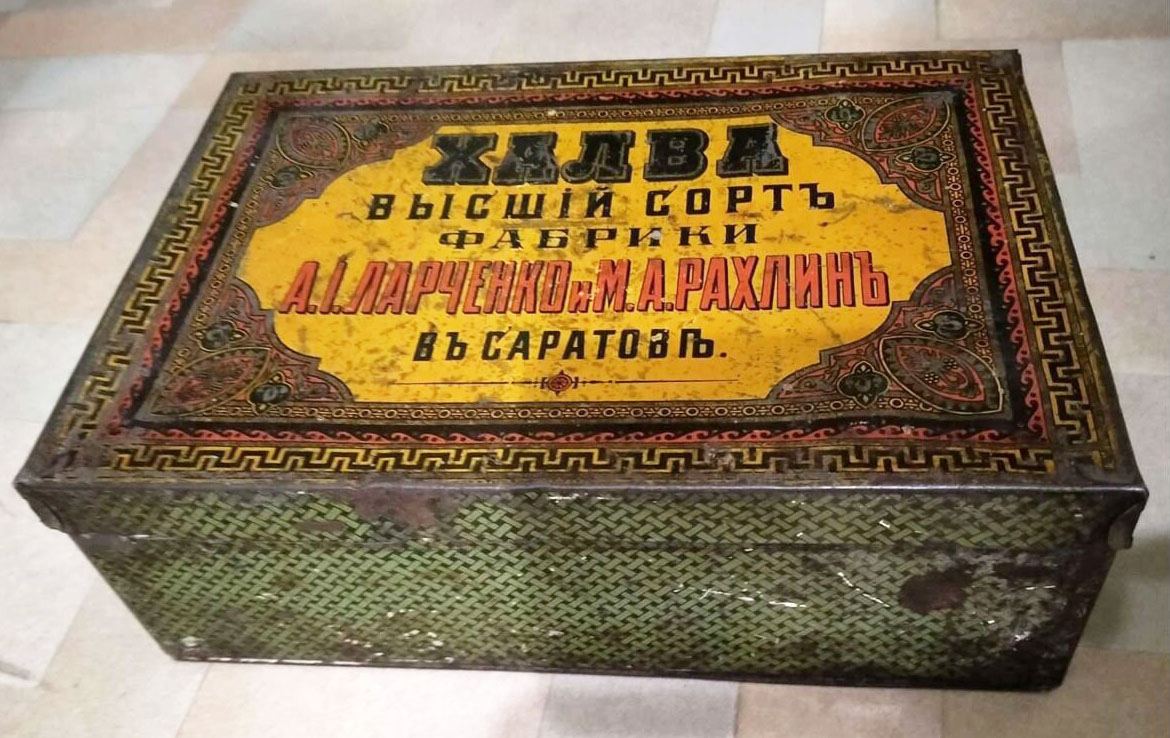 ХАЛВА
ВЫСШІЙ СОРТЪ
ФАБРИКИ
А.І.ЛАРЧЕНКО и М.А.РАХЛИНЪ
ВЪ САРАТОВѢ.